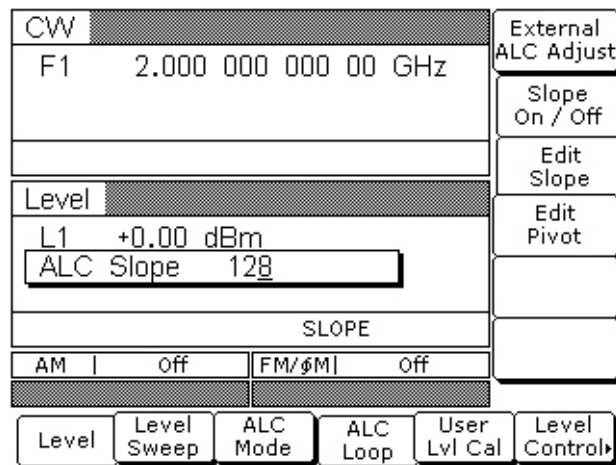 CW
F1 2.000 000 000 00 GHz
Level
L1 +0.00 dBm
ALC Slope 128
SLOPE
AM | Off FM/ϕM| Off
External
ALC Adjust
Slope
On / Off
Edit
Slope
Edit
Pivot
Level
Level
Sweep
ALC
Mode
ALC
Loop
User
Lvl Cal
Level
Control